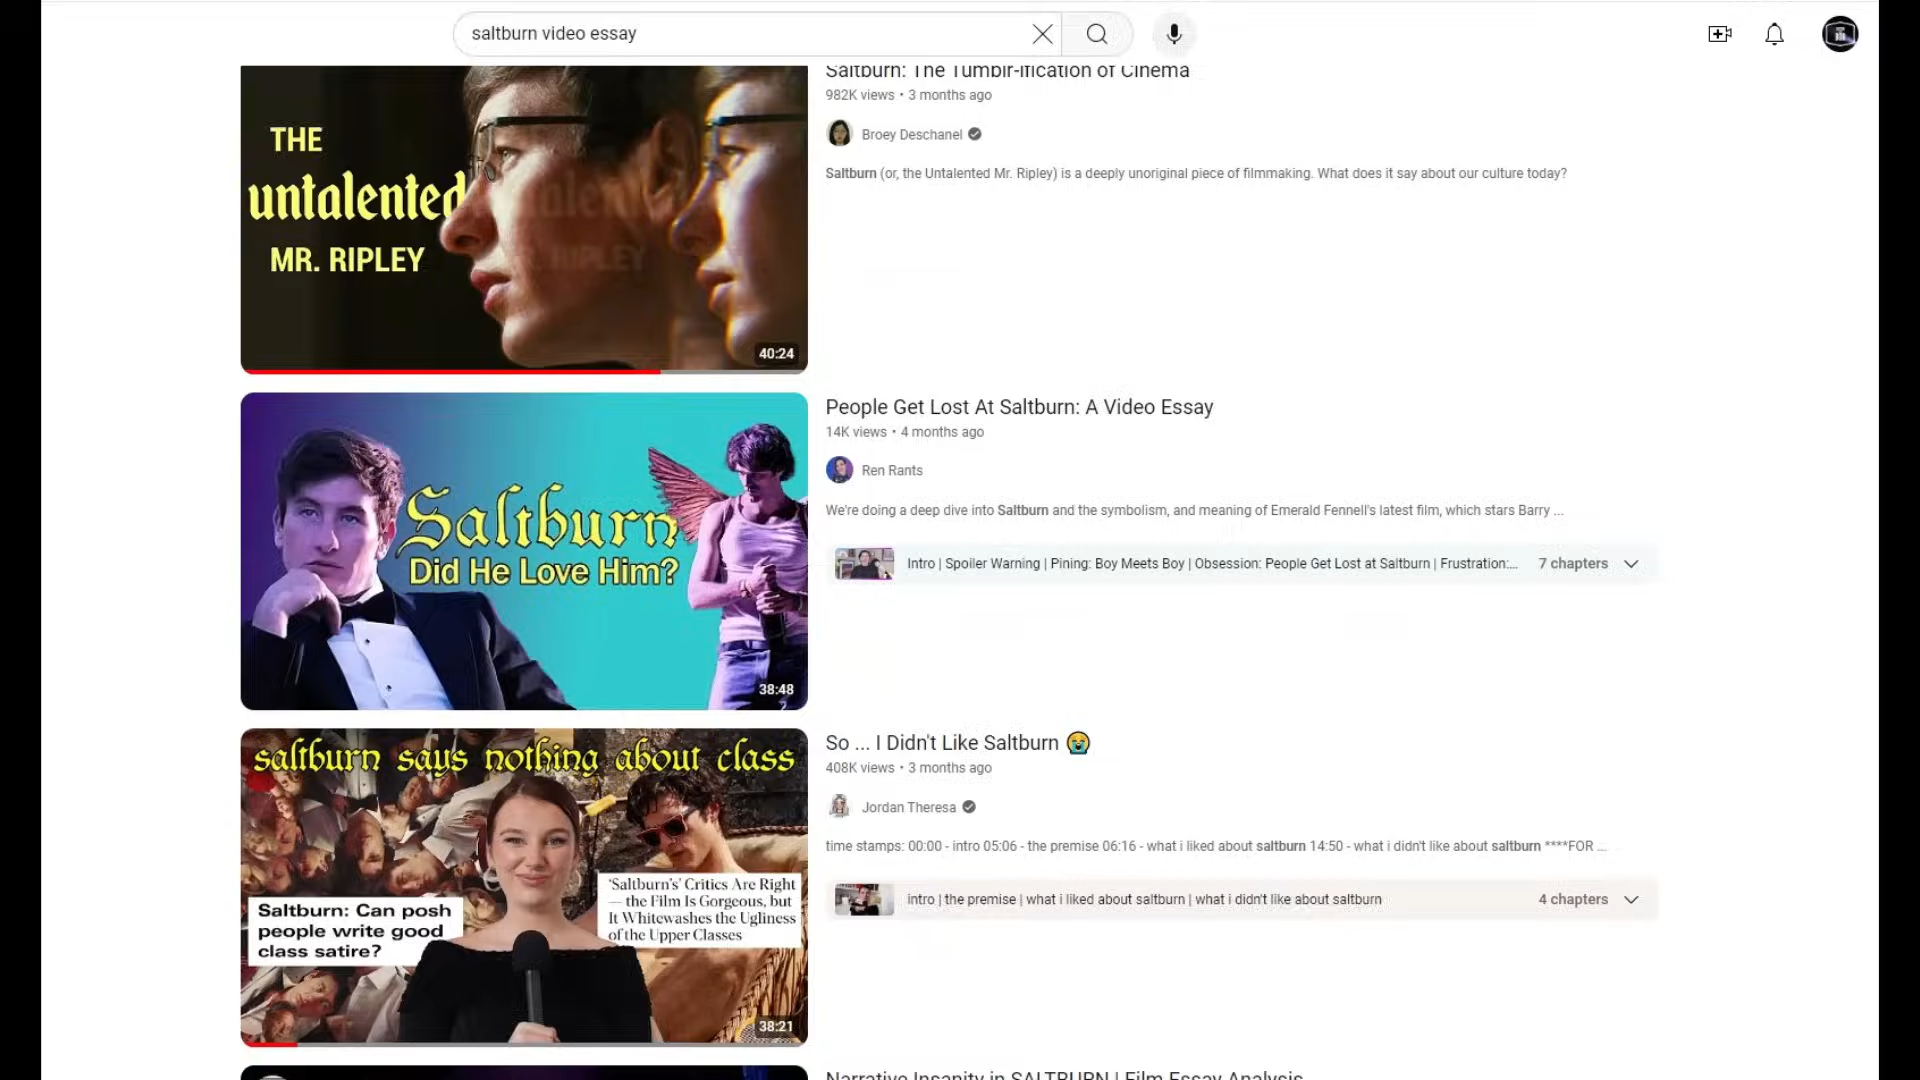 saltburn video essay
Saltburn: The Tumblr-ification of Cinema
982K views • 3 months ago
Broey Deschanel
Saltburn (or, the Untalented Mr. Ripley) is a deeply unoriginal piece of filmmaking. What does it say about our culture today?
THE
untalented
MR. RIPLEY
40:24
People Get Lost At Saltburn: A Video Essay
14K views • 4 months ago
Ren Rants
We're doing a deep dive into Saltburn and the symbolism, and meaning of Emerald Fennell's latest film, which stars Barry ...
Intro | Spoiler Warning | Pining: Boy Meets Boy | Obsession: People Get Lost at Saltburn | Frustration:...
7 chapters
Saltburn
Did He Love Him?
38:48
So ... I Didn't Like Saltburn 😭
408K views • 3 months ago
Jordan Theresa
time stamps: 00:00 - intro 05:06 - the premise 06:16 - what i liked about saltburn 14:50 - what i didn't like about saltburn ****FOR ...
intro | the premise | what i liked about saltburn | what i didn't like about saltburn
4 chapters
saltburn says nothing about class
Saltburn: Can posh
people write good
class satire?
'Saltburn's' Critics Are Right
— the Film Is Gorgeous, but
It Whitewashes the Ugliness
of the Upper Classes
38:21
Narrative Insanity in SALTBURN | Film Essay Analysis